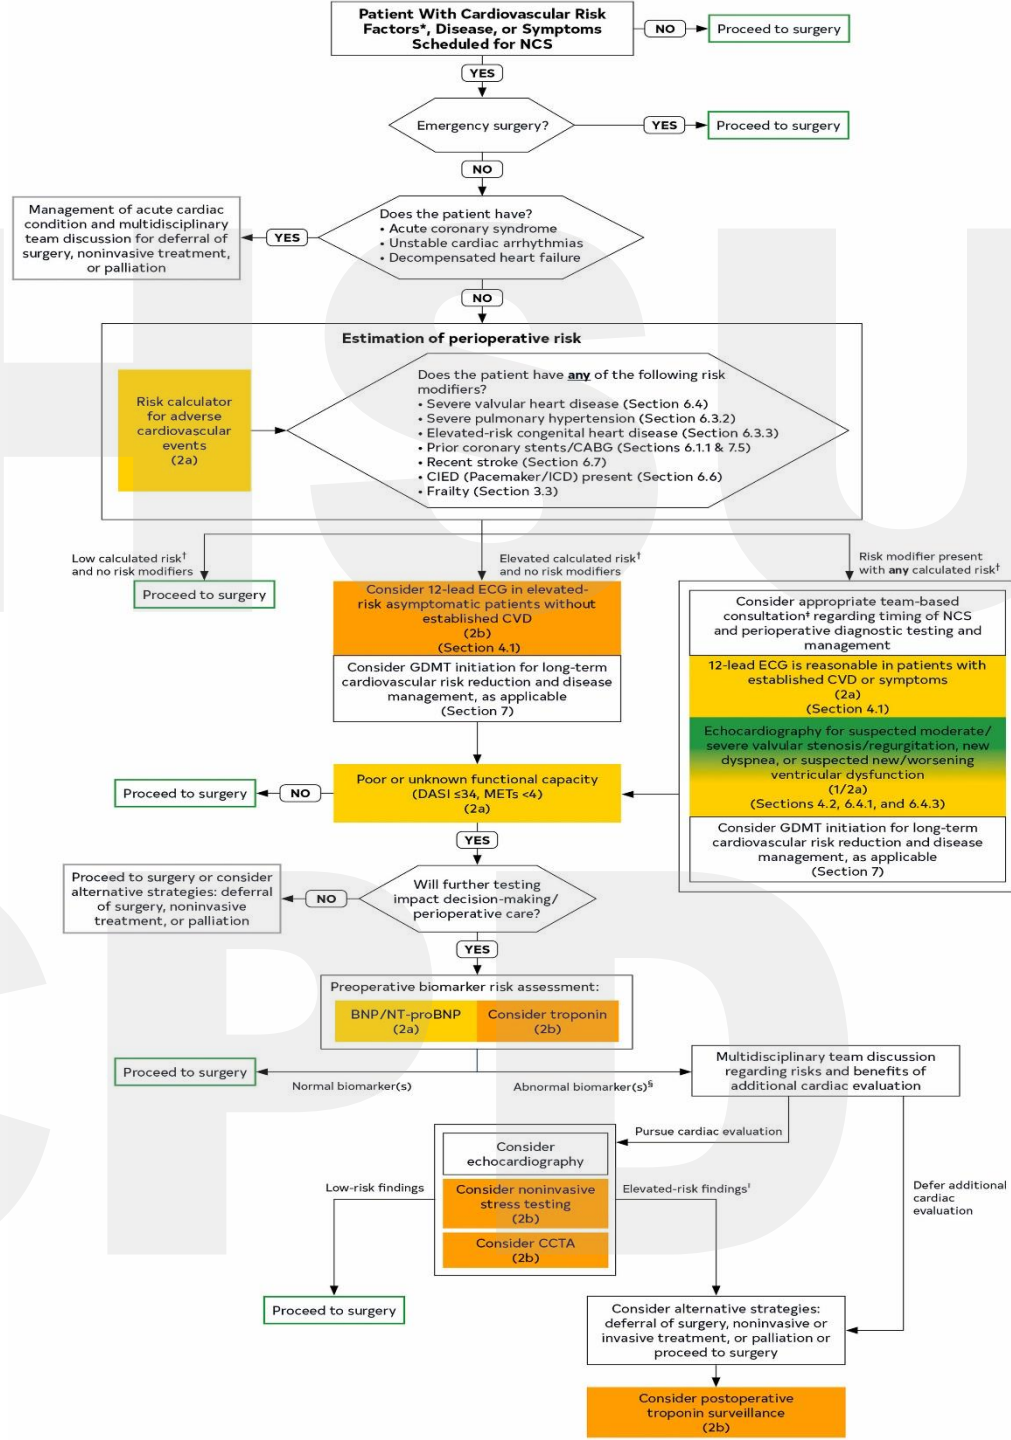 Patient With Cardiovascular Risk
Factors*, Disease, or Symptoms
Scheduled for NCS
NO
Proceed to surgery
YES
Emergency surgery?
YES
Proceed to surgery
NO
Does the patient have?
• Acute coronary syndrome
• Unstable cardiac arrhythmias
• Decompensated heart failure
YES
Management of acute cardiac
condition and multidisciplinary
team discussion for deferral of
surgery, noninvasive treatment,
or palliation
NO
Estimation of perioperative risk
Risk calculator
for adverse
cardiovascular
events
(2a)
Does the patient have any of the following risk
modifiers?
• Severe valvular heart disease (Section 6.4)
• Severe pulmonary hypertension (Section 6.3.2)
• Elevated-risk congenital heart disease (Section 6.3.3)
• Prior coronary stents/CABG (Sections 6.1.1 & 7.5)
• Recent stroke (Section 6.7)
• CIED (Pacemaker/ICD) present (Section 6.6)
• Frailty (Section 3.3)
Low calculated risk†
and no risk modifiers
Proceed to surgery
Elevated calculated risk†
and no risk modifiers
Consider 12-lead ECG in elevated-
risk asymptomatic patients without
established CVD
(2b)
(Section 4.1)
Consider GDMT initiation for long-term
cardiovascular risk reduction and disease
management, as applicable
(Section 7)
Risk modifier present
with any calculated risk†
Consider appropriate team-based
consultation‡ regarding timing of NCS
and perioperative diagnostic testing and
management
12-lead ECG is reasonable in patients with
established CVD or symptoms
(2a)
(Section 4.1)
Echocardiography for suspected moderate/
severe valvular stenosis/regurgitation, new
dyspnea, or suspected new/worsening
ventricular dysfunction
(1/2a)
(Sections 4.2, 6.4.1, and 6.4.3)
Consider GDMT initiation for long-term
cardiovascular risk reduction and disease
management, as applicable
(Section 7)
Poor or unknown functional capacity
(DASI ≤34, METs <4)
(2a)
NO
Proceed to surgery
YES
Will further testing
impact decision-making/
perioperative care?
NO
Proceed to surgery or consider
alternative strategies: deferral
of surgery, noninvasive
treatment, or palliation
YES
Preoperative biomarker risk assessment:
BNP/NT-proBNP
(2a)
Consider troponin
(2b)
Proceed to surgery
Normal biomarker(s)
Abnormal biomarker(s)§
Multidisciplinary team discussion
regarding risks and benefits of
additional cardiac evaluation
Pursue cardiac evaluation
Defer additional
cardiac
evaluation
Consider
echocardiography
Consider noninvasive
stress testing
(2b)
Consider CCTA
(2b)
Low-risk findings
Proceed to surgery
Elevated-risk findings
Consider alternative strategies:
deferral of surgery, noninvasive or
invasive treatment, or palliation or
proceed to surgery
Consider postoperative
troponin surveillance
(2b)
HSU
CPD